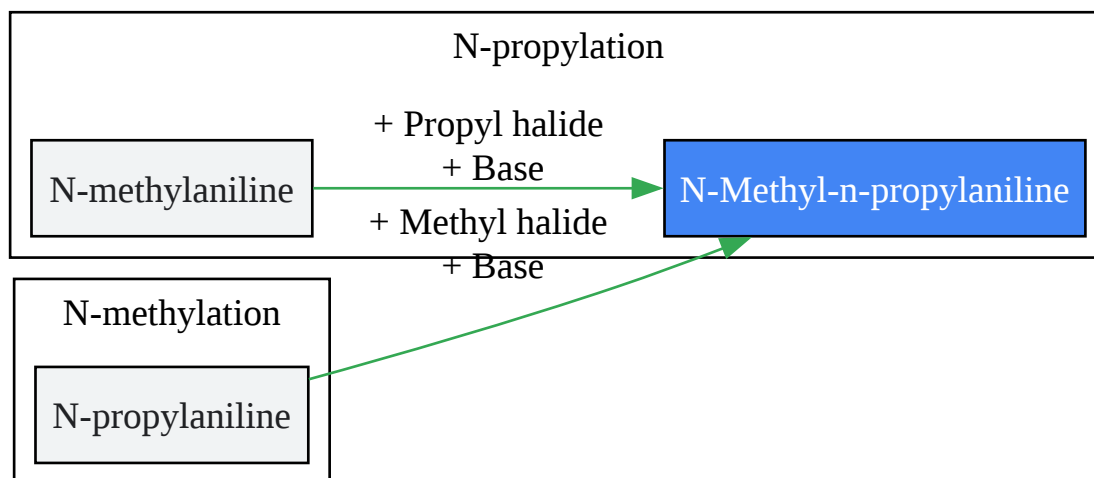 N-propylation
+ Propyl halide
+ Base
N-methylaniline
N-Methyl-n-propylaniline
+ Methyl halide
+ Base
N-methylation
N-propylaniline